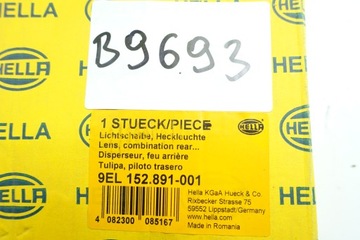 B9693
HELLA
HELLA
HELLA
HELLA
1 STUECK/PIECE
Lichtscheibe, Heckleuchte
Lens, combination rear...
Disperseur, feu arrière
Tulipa, piloto trasero
9EL 152.891-001
4 082300 085167
HELLA
Hella KGaA Hueck & Co.
Rixbecker Strasse 75
59552 Lippstadt/Germany
www.hella.com
Made in Romania